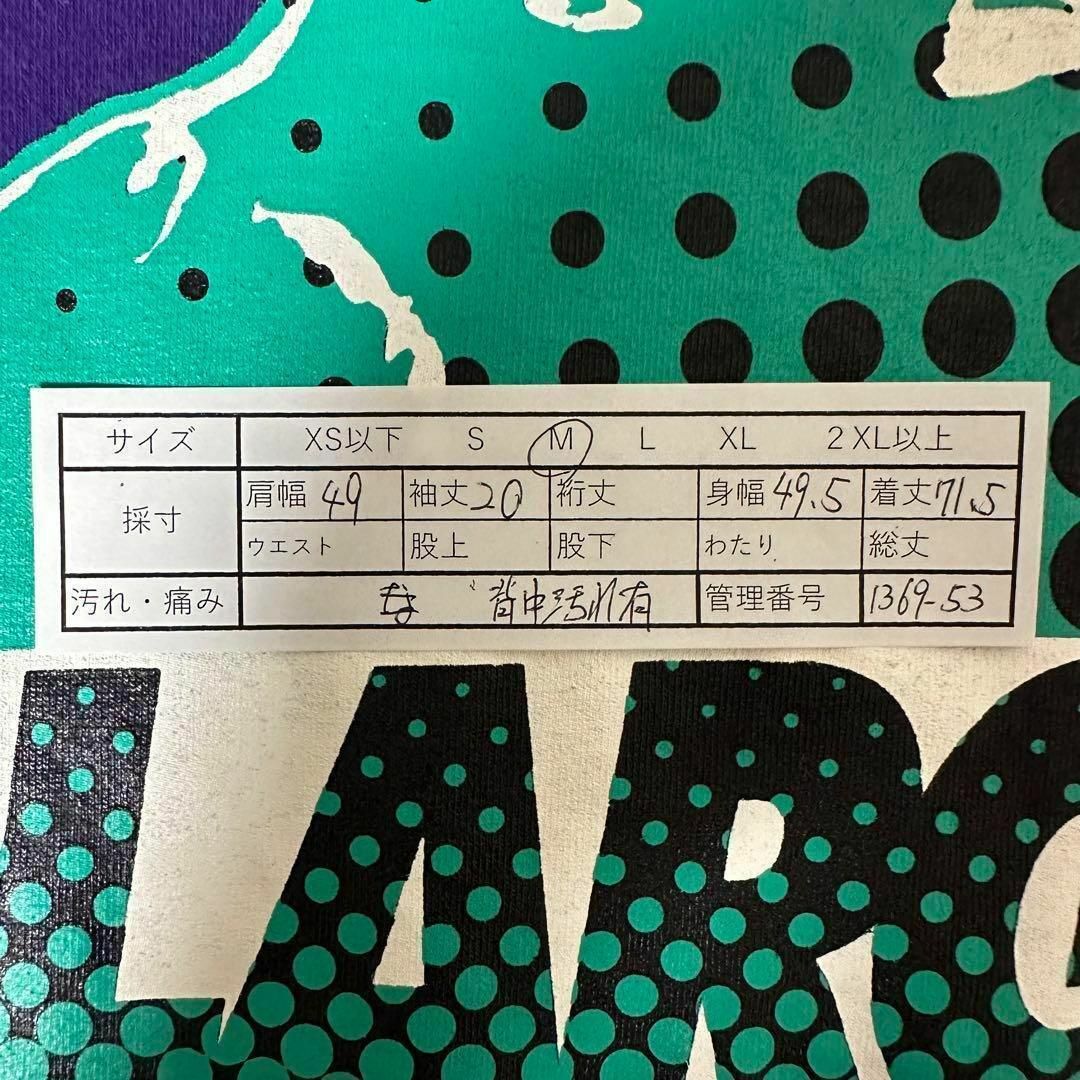 サイズ XS以下 S M L XL 2XL以上
採寸 肩幅 49 袖丈 20 裄丈 身幅 49.5 着丈 71.5
ウエスト 股上 股下 わたり 総丈
汚れ・痛み 背中汚れ有 管理番号 1369-53
LARG